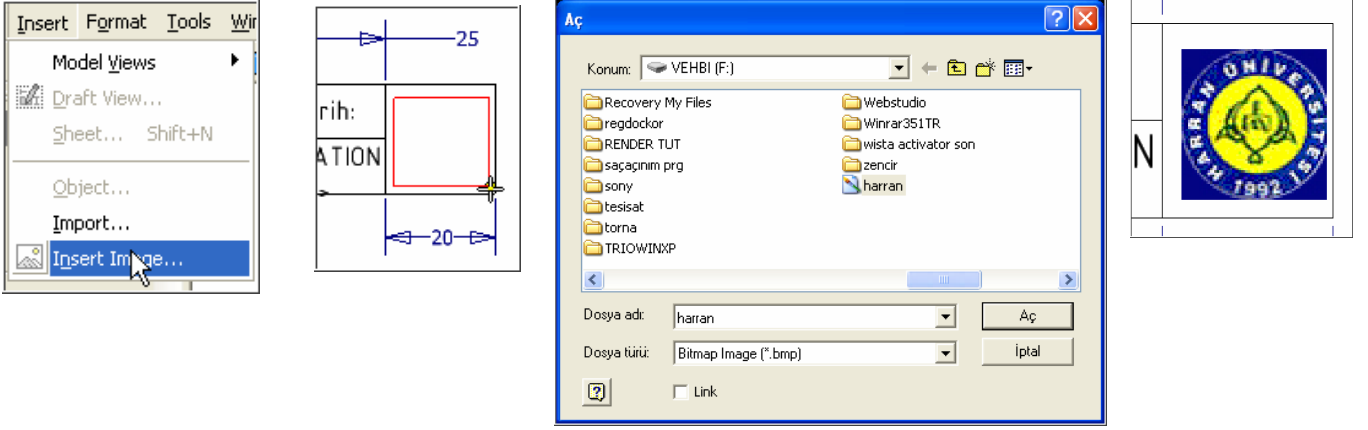 Insert Format Tools Wir
Model Views
Draft View...
Sheet... Shift+N
Object...
Import...
Insert Image...
25
rih:
ATION
20
Aç
Konum: VEHBI (F:)
Recovery My Files
regdockor
RENDER TUT
saçaçınım prg
sony
tesisat
torna
TRIOWINXP
Webstudio
Winrar351TR
wista activator son
zencir
harran
Dosya adı: harran Aç
Dosya türü: Bitmap Image (*.bmp) İptal
Link
N
HARRAN ÜNİVERSİTESİ
1992